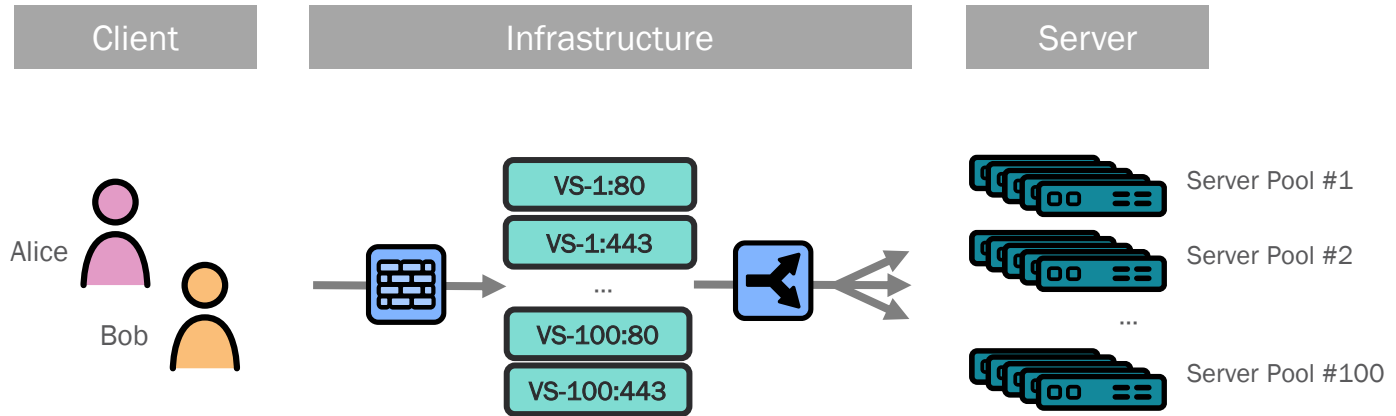 Client
Infrastructure
Server
Alice
Bob
VS-1:80
VS-1:443
...
VS-100:80
VS-100:443
Server Pool #1
Server Pool #2
...
Server Pool #100